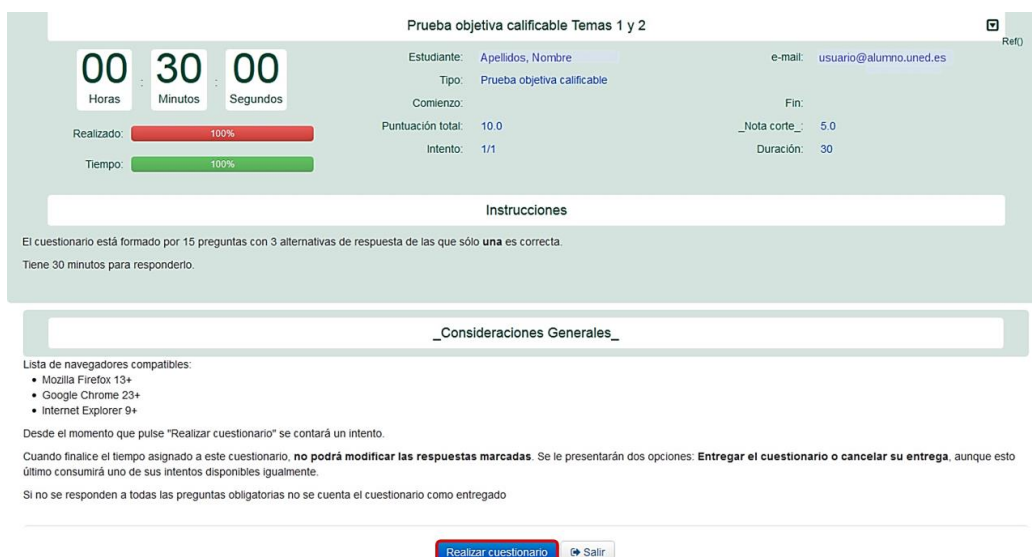 Prueba objetiva calificable Temas 1 y 2
Ref()
00 : 30 : 00
Horas Minutos Segundos
Realizado: 100%
Tiempo: 100%
Estudiante: Apellidos, Nombre e-mail: usuario@alumno.uned.es
Tipo: Prueba objetiva calificable
Comienzo: Fin:
Puntuación total: 10.0 _Nota corte_: 5.0
Intento: 1/1 Duración: 30
Instrucciones
El cuestionario está formado por 15 preguntas con 3 alternativas de respuesta de las que sólo una es correcta.
Tiene 30 minutos para responderlo.
_Consideraciones Generales_
Lista de navegadores compatibles:
• Mozilla Firefox 13+
• Google Chrome 23+
• Internet Explorer 9+
Desde el momento que pulse "Realizar cuestionario" se contará un intento.
Cuando finalice el tiempo asignado a este cuestionario, no podrá modificar las respuestas marcadas. Se le presentarán dos opciones: Entregar el cuestionario o cancelar su entrega, aunque esto
último consumirá uno de sus intentos disponibles igualmente.
Si no se responden a todas las preguntas obligatorias no se cuenta el cuestionario como entregado
Realizar cuestionario Salir